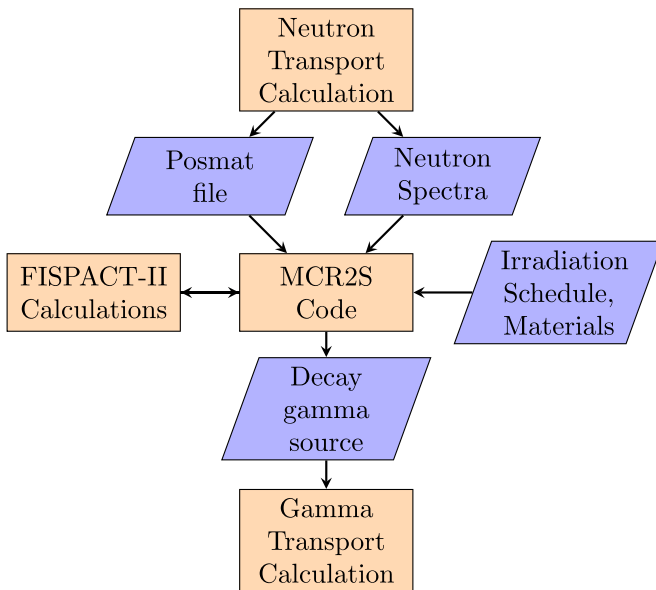 Neutron
Transport
Calculation
Posmat
file
Neutron
Spectra
FISPACT-II
Calculations
MCR2S
Code
Irradiation
Schedule,
Materials
Decay
gamma
source
Gamma
Transport
Calculation